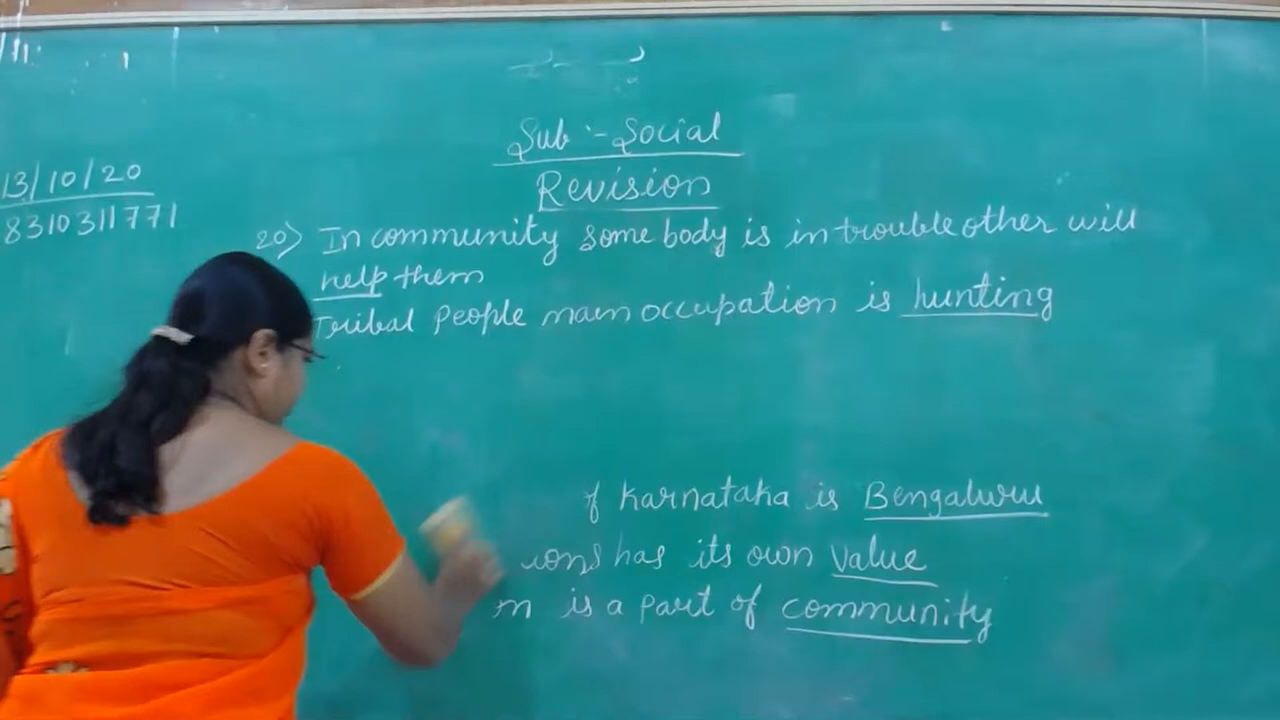 Sub :- Social
Revision
13/10/20
8310311771
20) In community some body is in trouble other will
help them
Tribal people main occupation is hunting
f Karnataka is Bengaluru
ions has its own value
m is a part of community